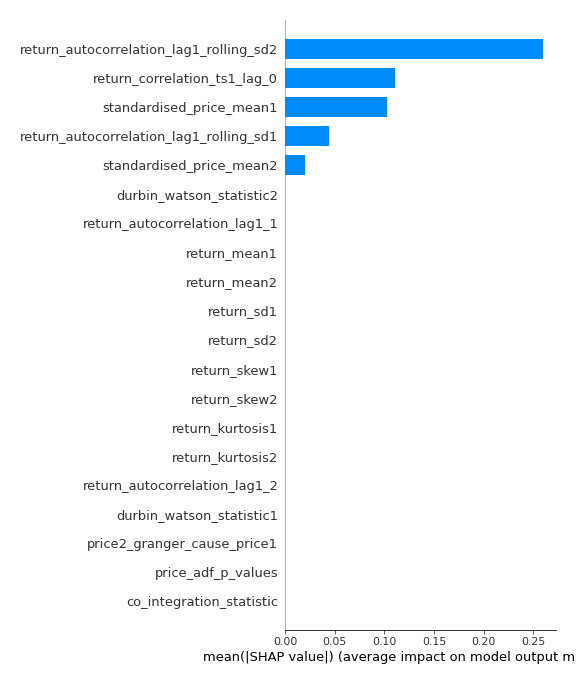 return_autocorrelation_lag1_rolling_sd2
return_correlation_ts1_lag_0
standardised_price_mean1
return_autocorrelation_lag1_rolling_sd1
standardised_price_mean2
durbin_watson_statistic2
return_autocorrelation_lag1_1
return_mean1
return_mean2
return_sd1
return_sd2
return_skew1
return_skew2
return_kurtosis1
return_kurtosis2
return_autocorrelation_lag1_2
durbin_watson_statistic1
price2_granger_cause_price1
price_adf_p_values
co_integration_statistic
0.00 0.05 0.10 0.15 0.20 0.25
mean(|SHAP value|) (average impact on model output m